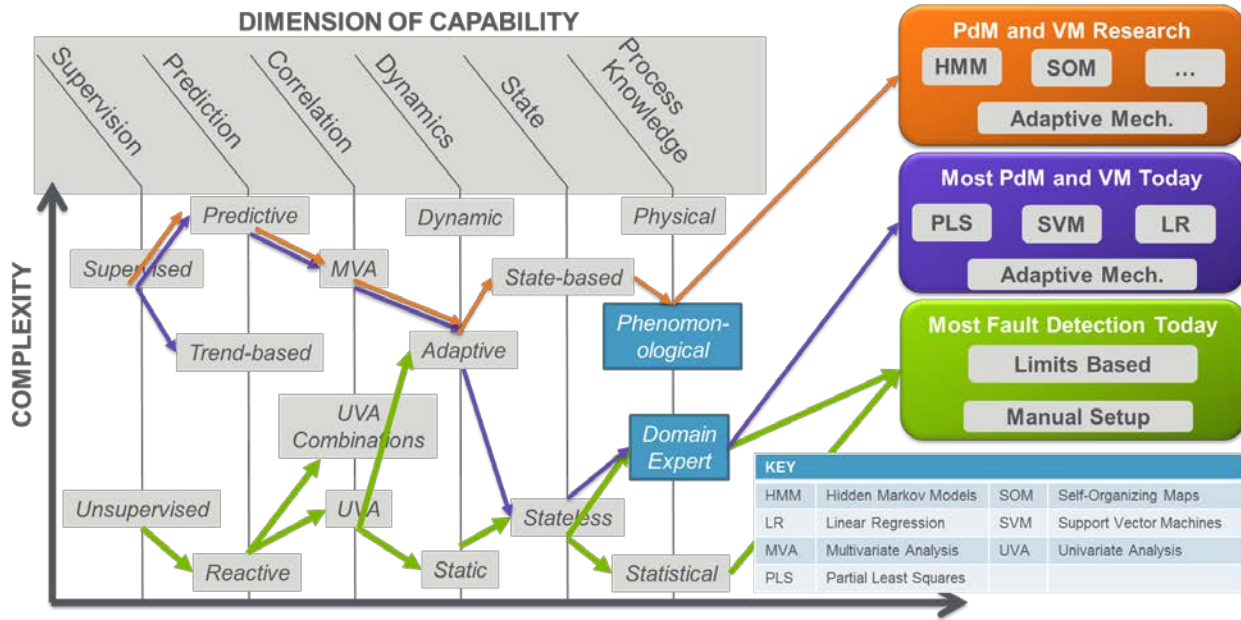 DIMENSION OF CAPABILITY
Supervision
Prediction
Correlation
Dynamics
State
Process
Knowledge
COMPLEXITY
Predictive
Dynamic
Physical
Supervised
MVA
State-based
Trend-based
Adaptive
Phenomon-
ological
UVA
Combinations
Domain
Expert
Unsupervised
UVA
Stateless
Reactive
Static
Statistical
PdM and VM Research
HMM
SOM
...
Adaptive Mech.
Most PdM and VM Today
PLS
SVM
LR
Adaptive Mech.
Most Fault Detection Today
Limits Based
Manual Setup
KEY
HMM Hidden Markov Models SOM Self-Organizing Maps
LR Linear Regression SVM Support Vector Machines
MVA Multivariate Analysis UVA Univariate Analysis
PLS Partial Least Squares